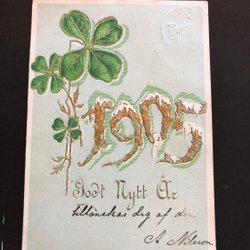 1905
Godt Nytt År
tillönskas dig af din
A. Nilsson